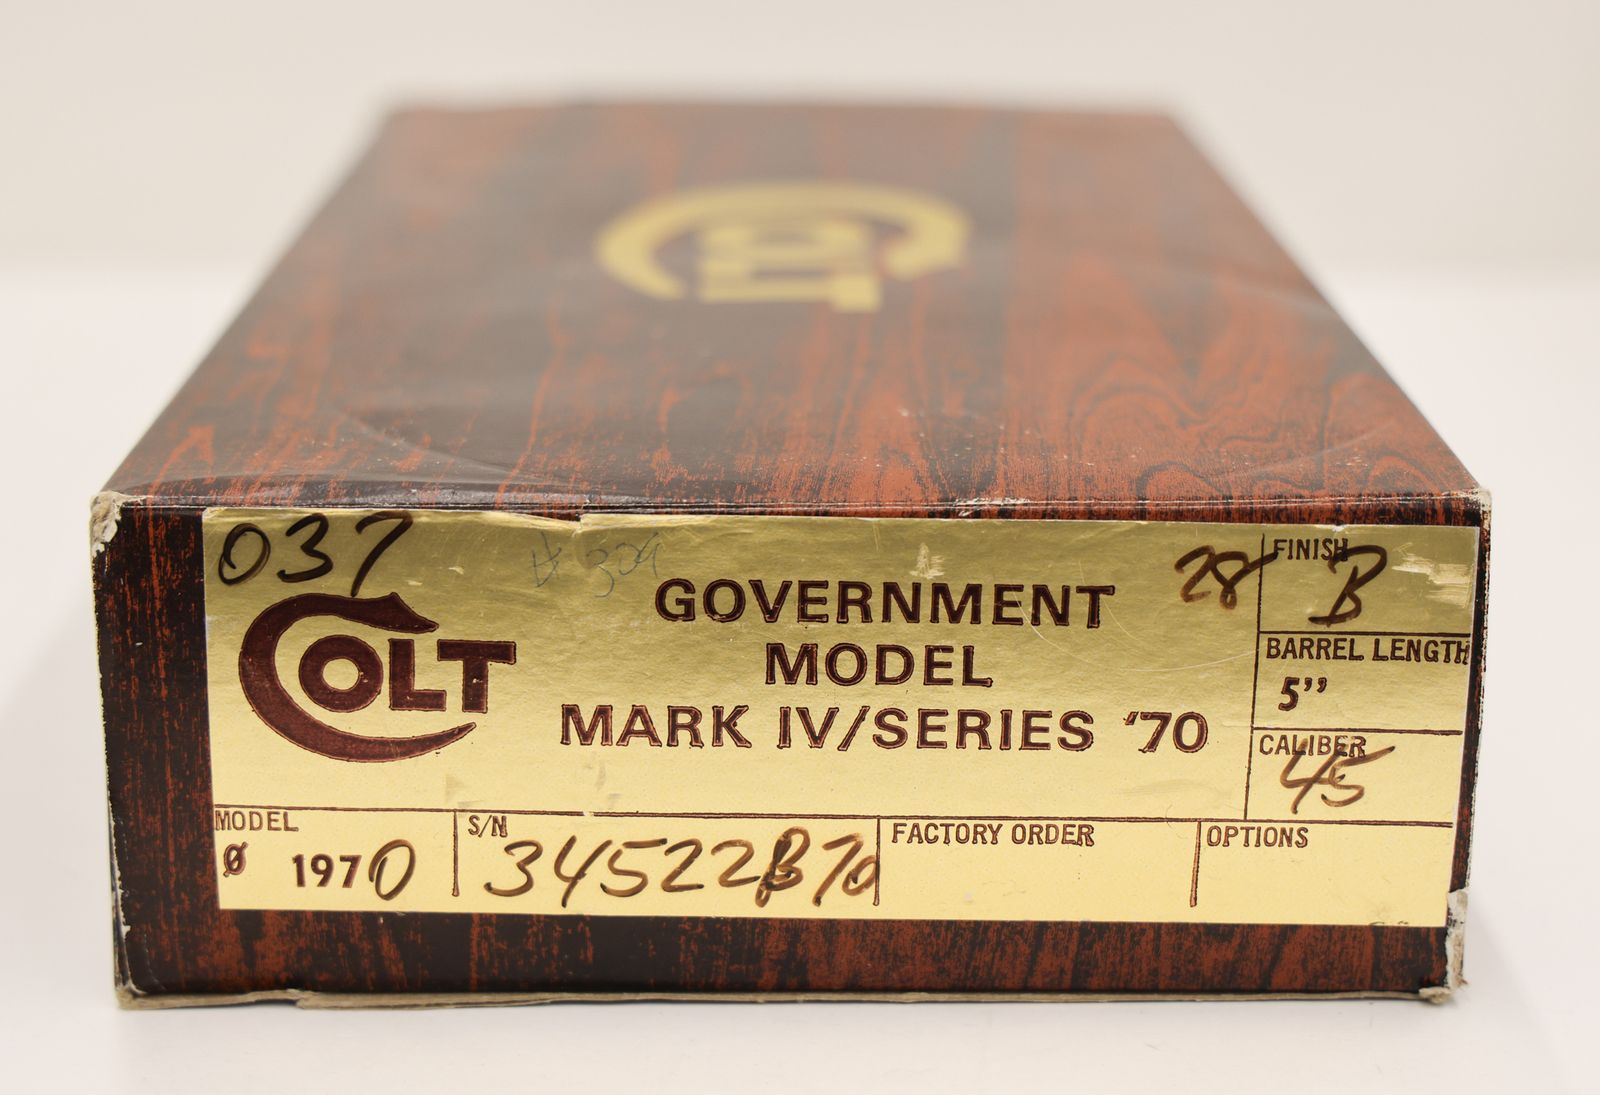 COLT
037
# 309
28
COLT
GOVERNMENT
MODEL
MARK IV/SERIES '70
FINISH
B
BARREL LENGTH
5"
CALIBER
45
MODEL
Ø 1970
S/N
34522B70
FACTORY ORDER
OPTIONS